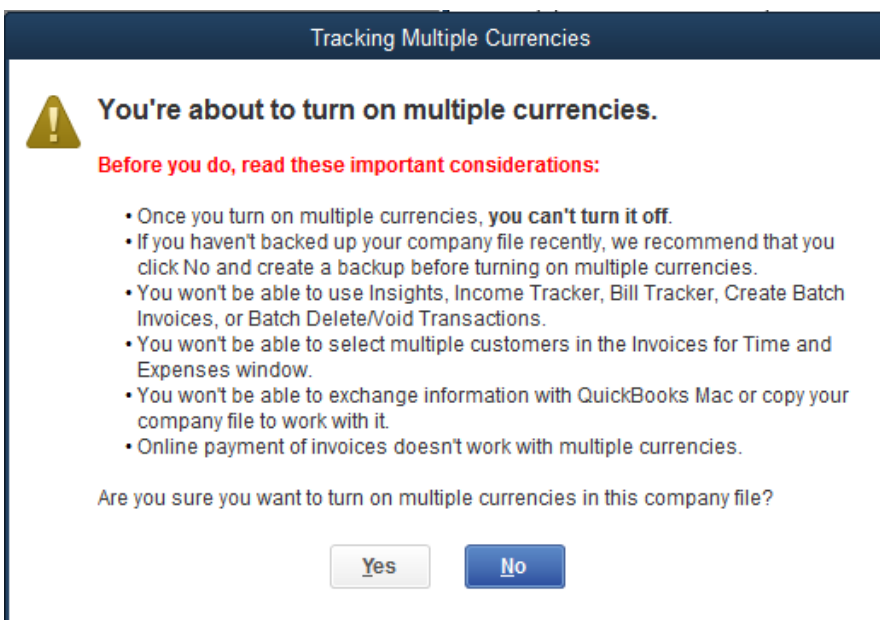 Tracking Multiple Currencies
You're about to turn on multiple currencies.
Before you do, read these important considerations:
• Once you turn on multiple currencies, you can't turn it off.
• If you haven't backed up your company file recently, we recommend that you
click No and create a backup before turning on multiple currencies.
• You won't be able to use Insights, Income Tracker, Bill Tracker, Create Batch
Invoices, or Batch Delete/Void Transactions.
• You won't be able to select multiple customers in the Invoices for Time and
Expenses window.
• You won't be able to exchange information with QuickBooks Mac or copy your
company file to work with it.
• Online payment of invoices doesn't work with multiple currencies.
Are you sure you want to turn on multiple currencies in this company file?
Yes No